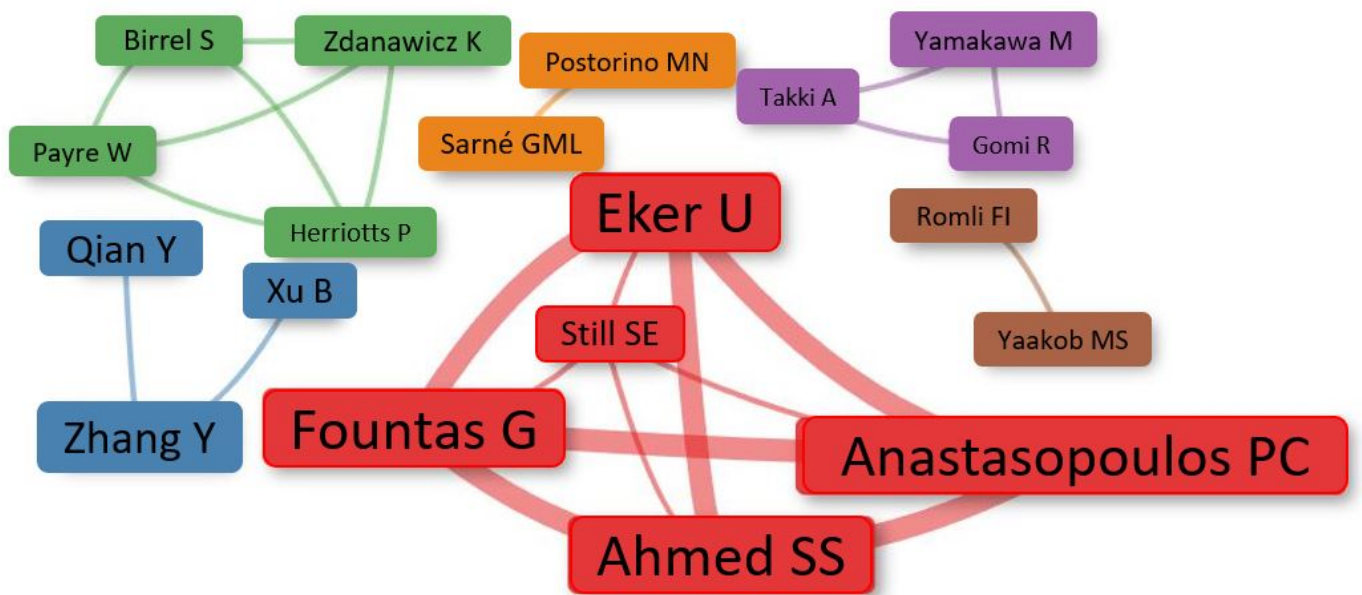 Birrel S
Zdanawicz K
Payre W
Herriotts P
Postorino MN
Sarné GML
Yamakawa M
Takki A
Gomi R
Romli FI
Yaakob MS
Qian Y
Xu B
Zhang Y
Eker U
Still SE
Fountas G
Anastasopoulos PC
Ahmed SS